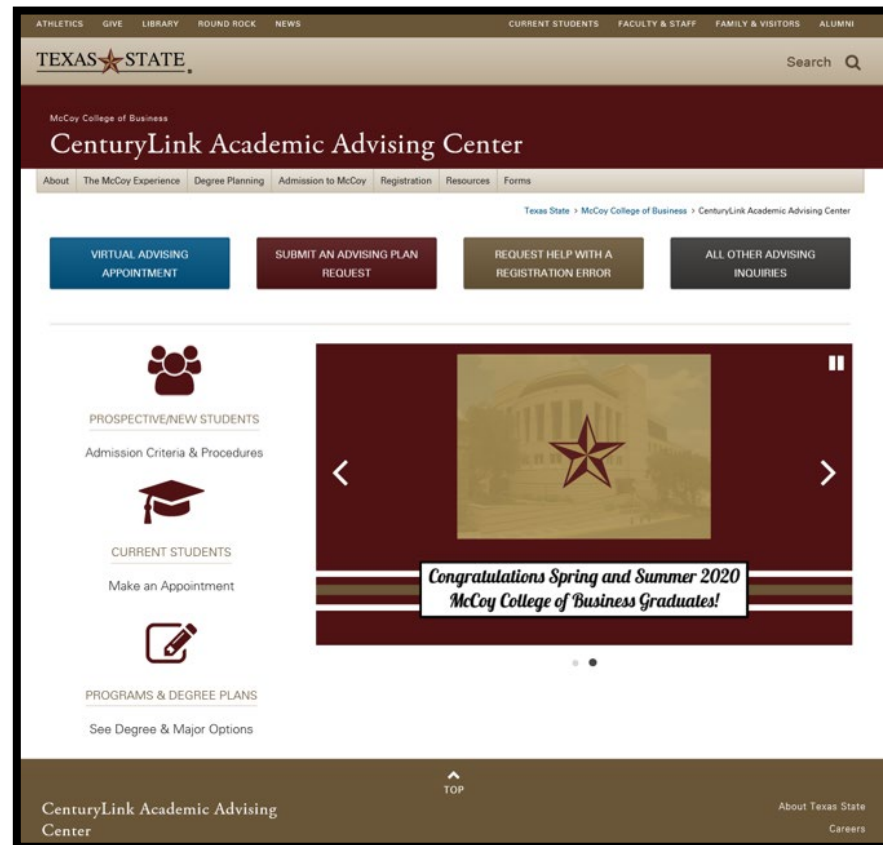 ATHLETICS GIVE LIBRARY ROUND ROCK NEWS CURRENT STUDENTS FACULTY & STAFF FAMILY & VISITORS ALUMNI
TEXAS STATE
Search
McCoy College of Business
CenturyLink Academic Advising Center
About The McCoy Experience Degree Planning Admission to McCoy Registration Resources Forms
Texas State > McCoy College of Business > CenturyLink Academic Advising Center
VIRTUAL ADVISING
APPOINTMENT
SUBMIT AN ADVISING PLAN
REQUEST
REQUEST HELP WITH A
REGISTRATION ERROR
ALL OTHER ADVISING
INQUIRIES
PROSPECTIVE/NEW STUDENTS
Admission Criteria & Procedures
CURRENT STUDENTS
Make an Appointment
PROGRAMS & DEGREE PLANS
See Degree & Major Options
Congratulations Spring and Summer 2020
McCoy College of Business Graduates!
TOP
CenturyLink Academic Advising
Center
About Texas State
Careers